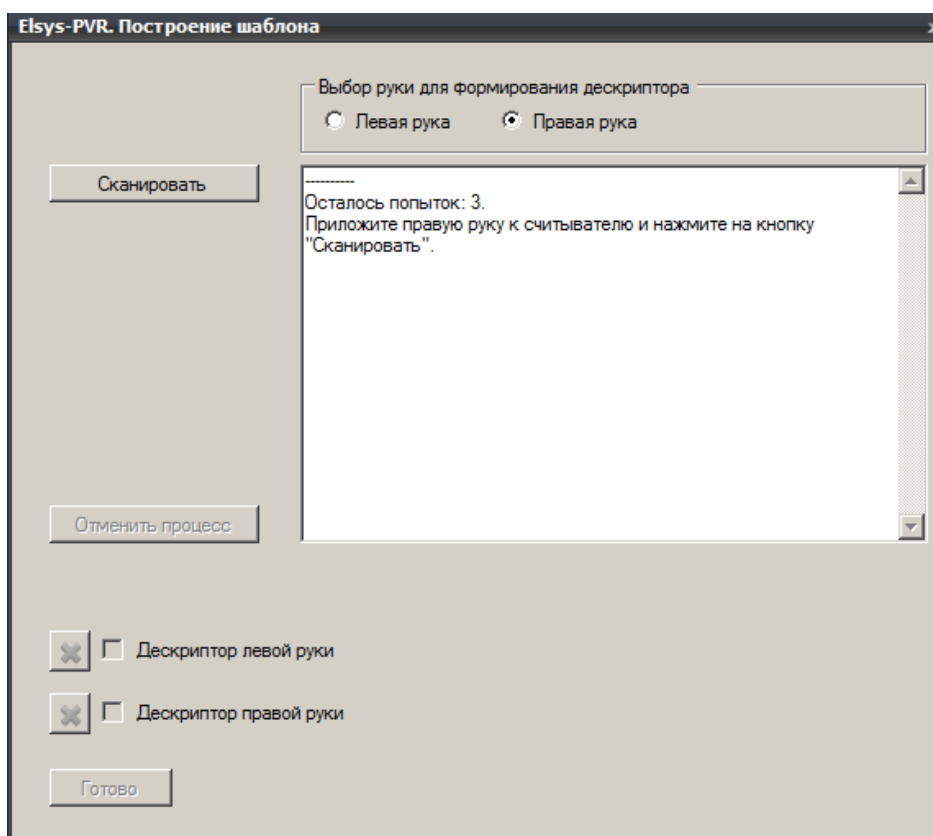 Elsys-PVR. Построение шаблона
Выбор руки для формирования дескриптора
Левая рука Правая рука
Сканировать
----------
Осталось попыток: 3.
Приложите правую руку к считывателю и нажмите на кнопку
"Сканировать".
Отменить процесс
Дескриптор левой руки
Дескриптор правой руки
Готово